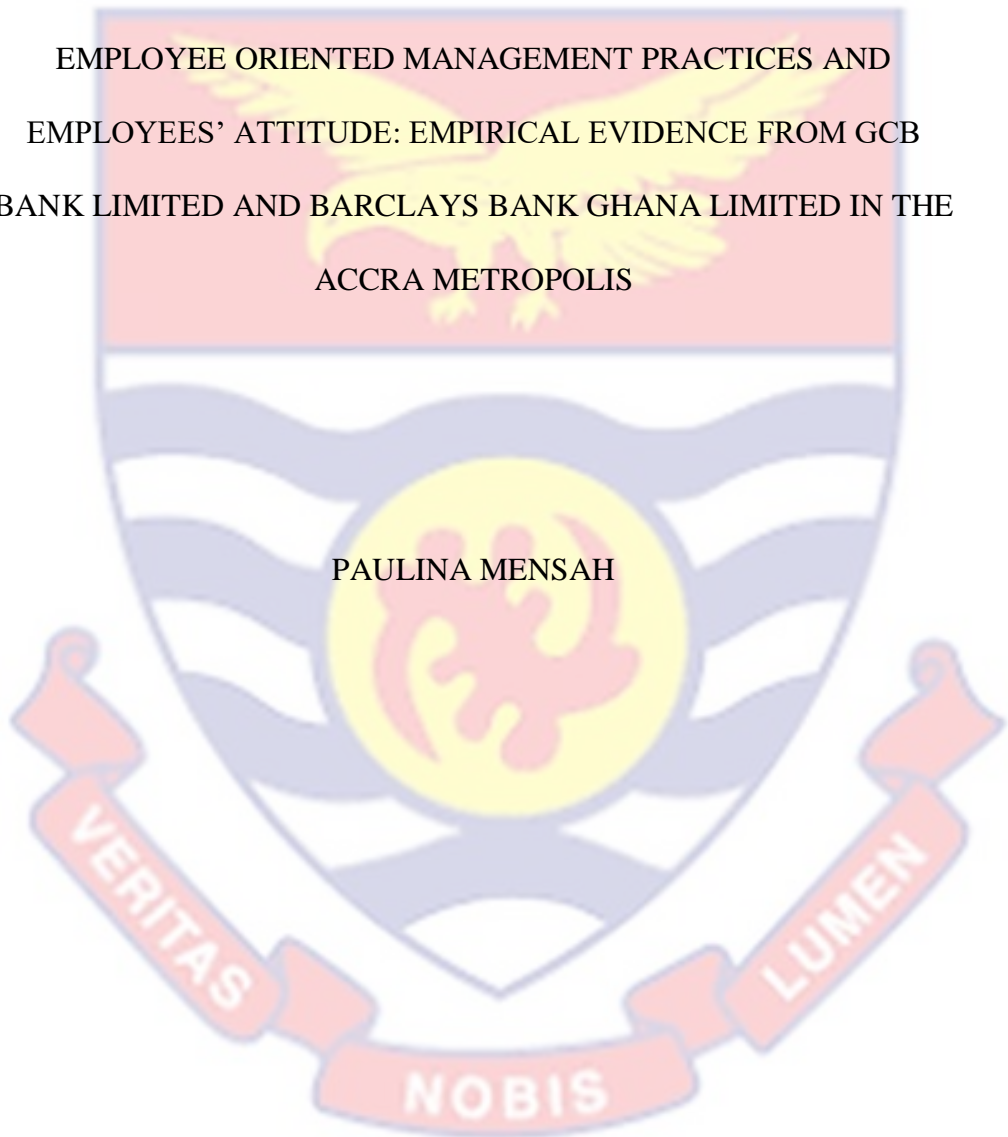 EMPLOYEE ORIENTED MANAGEMENT PRACTICES AND
EMPLOYEES’ ATTITUDE: EMPIRICAL EVIDENCE FROM GCB
BANK LIMITED AND BARCLAYS BANK GHANA LIMITED IN THE
ACCRA METROPOLIS
PAULINA MENSAH
VERITAS
NOBIS
LUMEN